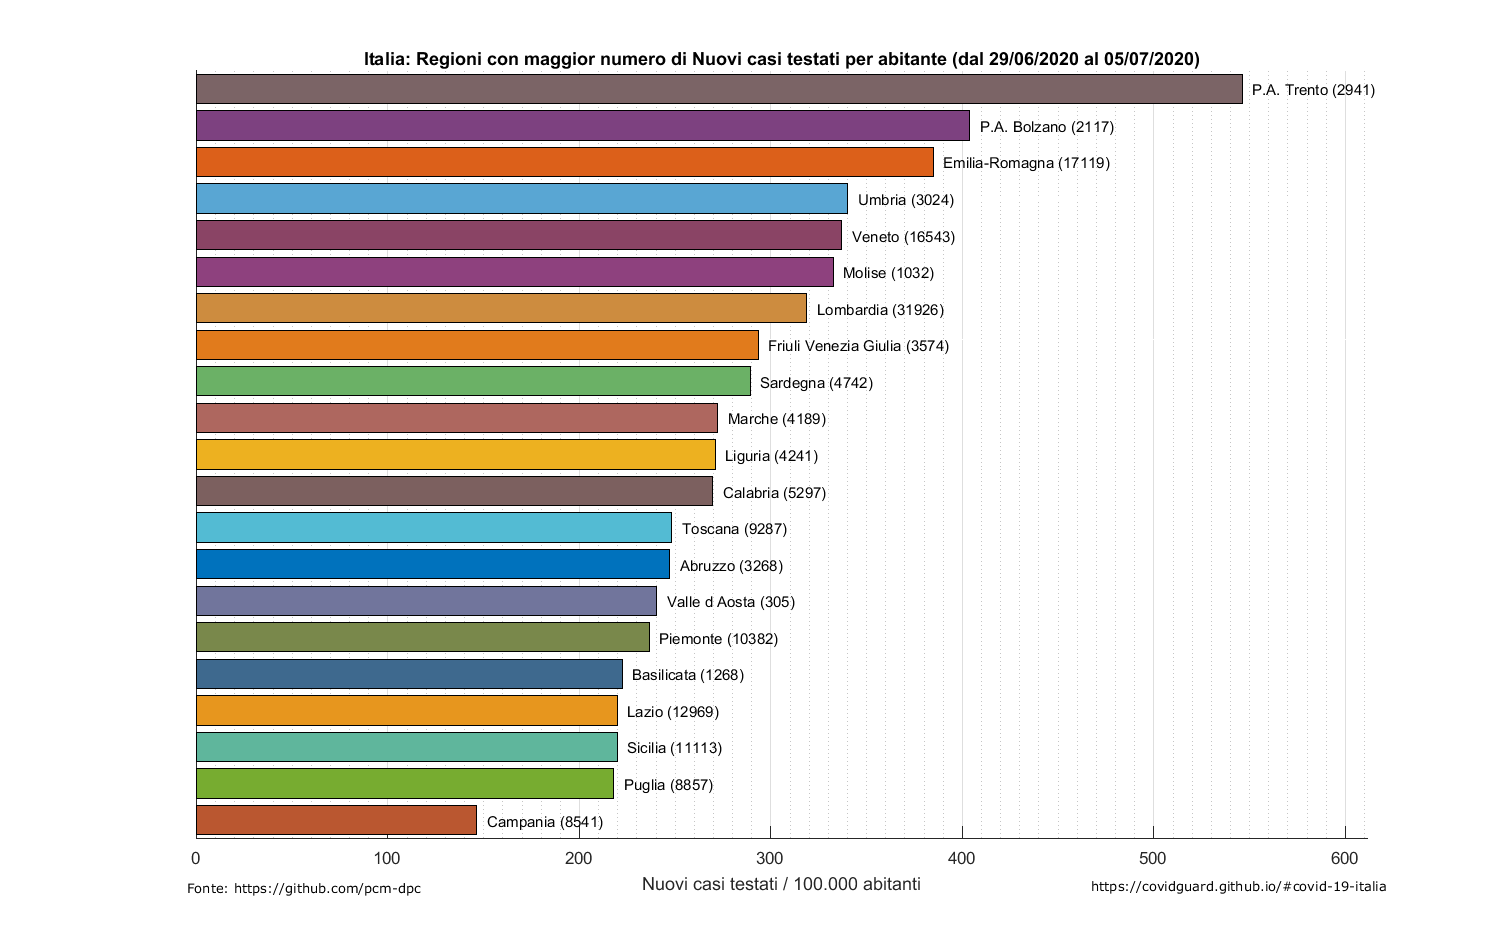 Italia: Regioni con maggior numero di Nuovi casi testati per abitante (dal 29/06/2020 al 05/07/2020)
P.A. Trento (2941)
P.A. Bolzano (2117)
Emilia-Romagna (17119)
Umbria (3024)
Veneto (16543)
Molise (1032)
Lombardia (31926)
Friuli Venezia Giulia (3574)
Sardegna (4742)
Marche (4189)
Liguria (4241)
Calabria (5297)
Toscana (9287)
Abruzzo (3268)
Valle d Aosta (305)
Piemonte (10382)
Basilicata (1268)
Lazio (12969)
Sicilia (11113)
Puglia (8857)
Campania (8541)
0 100 200 300 400 500 600
Nuovi casi testati / 100.000 abitanti
Fonte: https://github.com/pcm-dpc
https://covidguard.github.io/#covid-19-italia